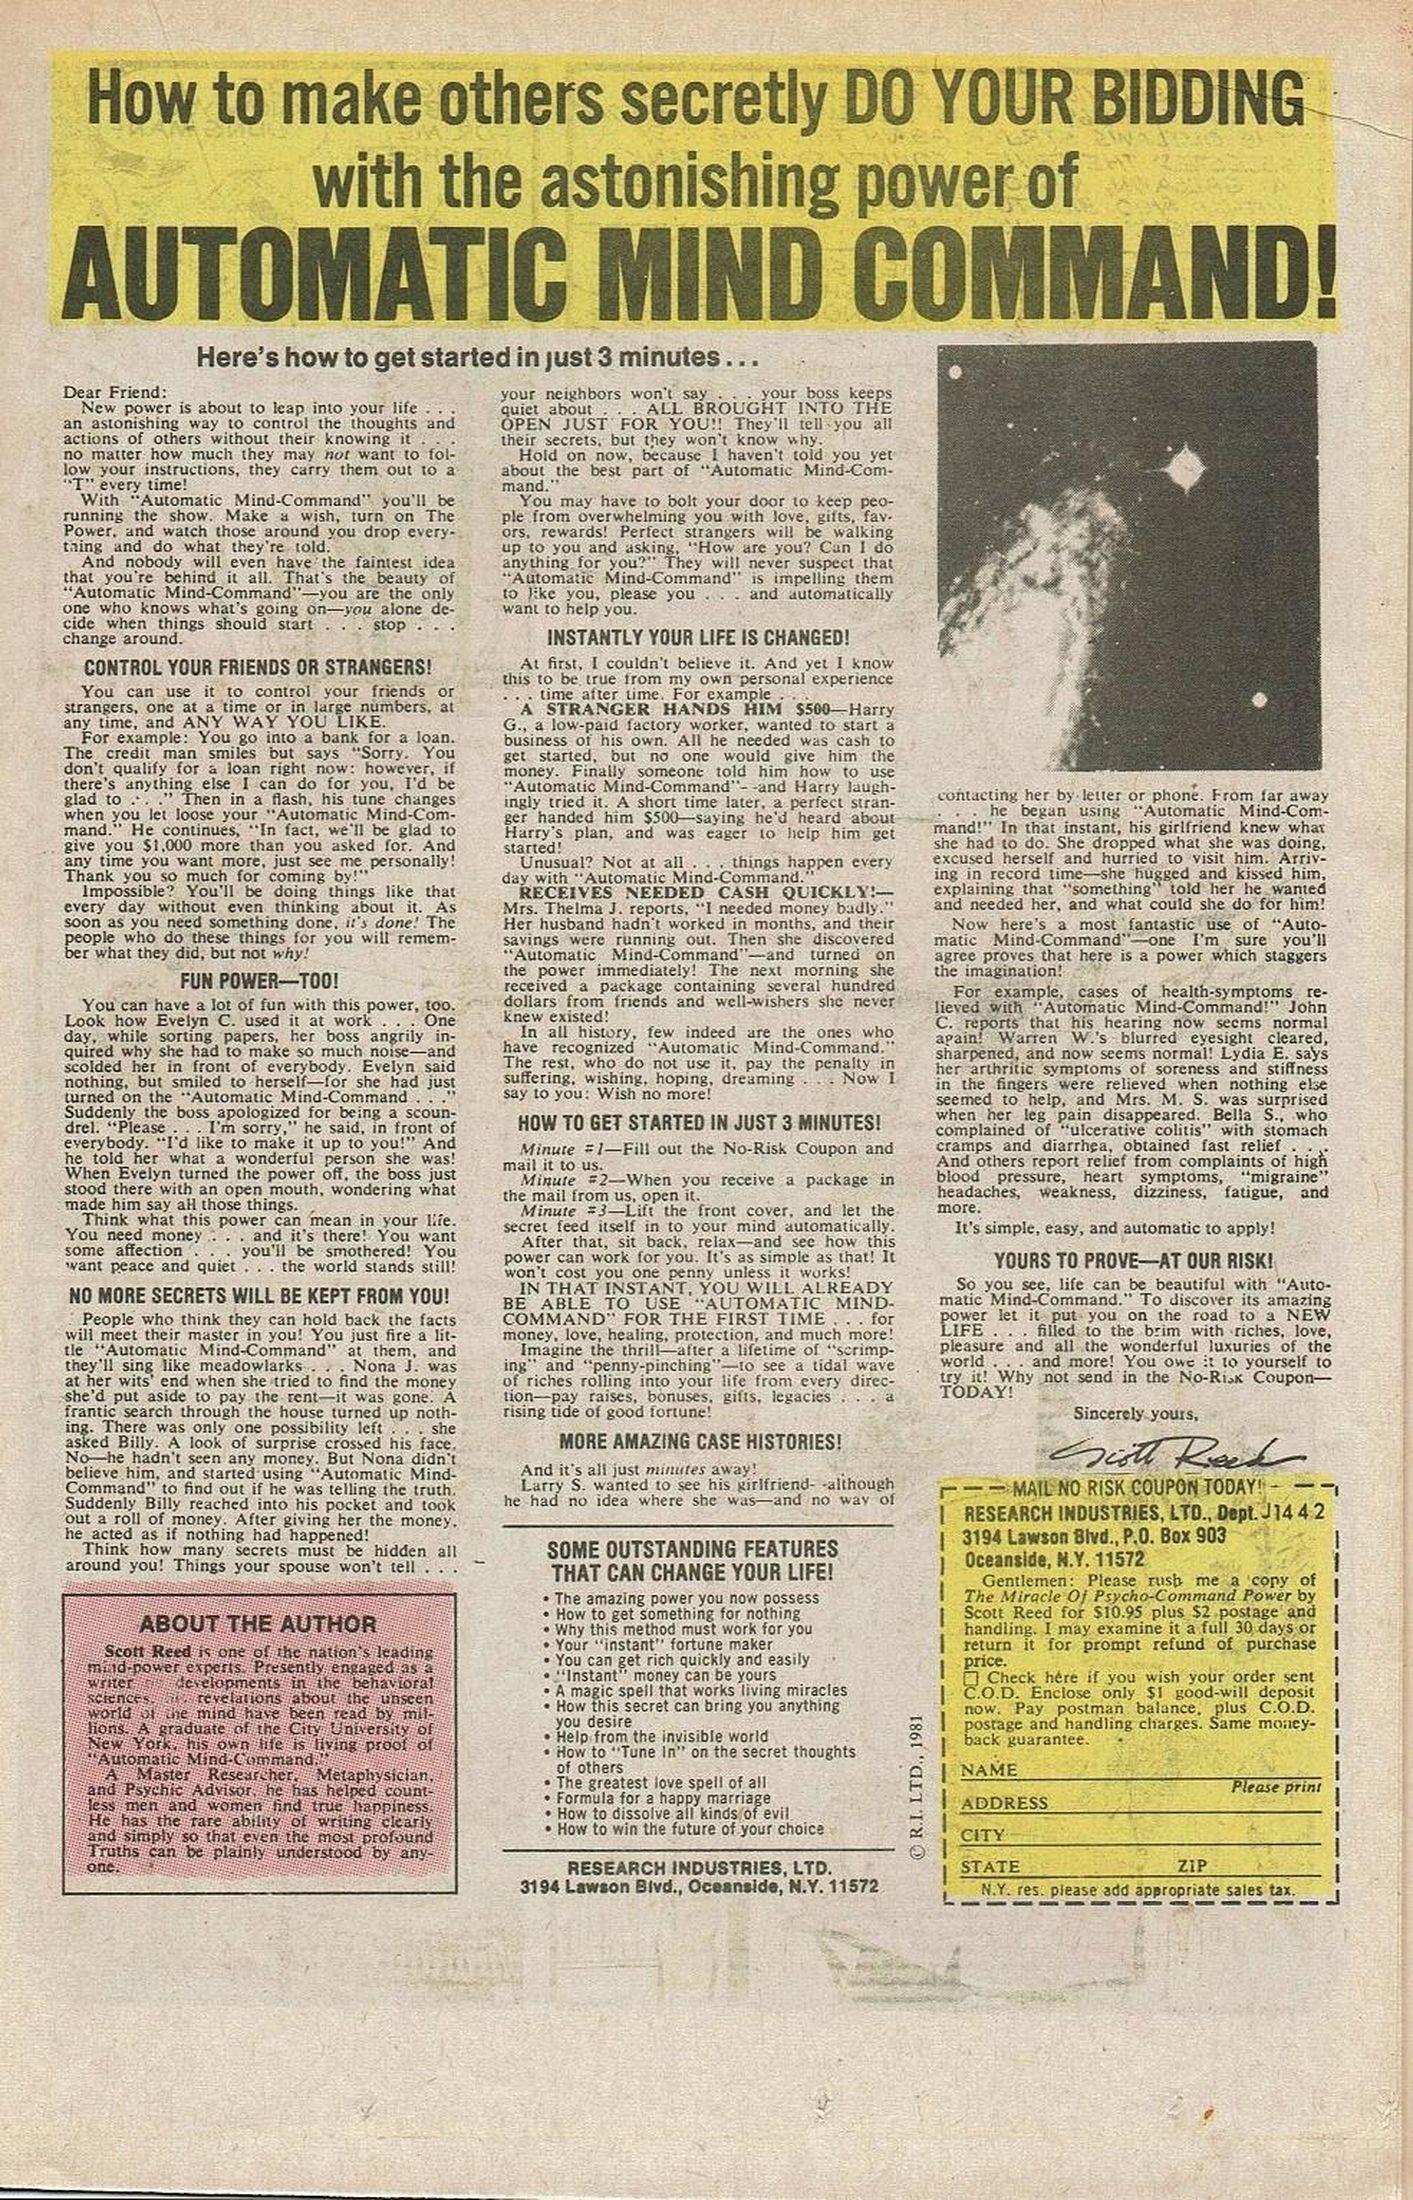 How to make others secretly DO YOUR BIDDING
with the astonishing power of
AUTOMATIC MIND COMMAND!
Here's how to get started in just 3 minutes . . .
Dear Friend:
New power is about to leap into your life . . .
an astonishing way to control the thoughts and
actions of others without their knowing it . . .
no matter how much they may not want to fol-
low your instructions, they carry them out to a
"T" every time!
With "Automatic Mind-Command" you'll be
running the show. Make a wish, turn on The
Power, and watch those around you drop every-
thing and do what they're told.
And nobody will even have the faintest idea
that you're behind it all. That's the beauty of
"Automatic Mind-Command"—you are the only
one who knows what's going on—you alone de-
cide when things should start . . . stop . . .
change around.
CONTROL YOUR FRIENDS OR STRANGERS!
You can use it to control your friends or
strangers, one at a time or in large numbers, at
any time, and ANY WAY YOU LIKE.
For example: You go into a bank for a loan.
The credit man smiles but says "Sorry. You
don't qualify for a loan right now: however, if
there's anything else I can do for you, I'd be
glad to . . ." Then in a flash, his tune changes
when you let loose your "Automatic Mind-Com-
mand." He continues, "In fact, we'll be glad to
give you $1,000 more than you asked for. And
any time you want more, just see me personally!
Thank you so much for coming by!"
Impossible? You'll be doing things like that
every day without even thinking about it. As
soon as you need something done, it's done! The
people who do these things for you will remem-
ber what they did, but not why!
FUN POWER—TOO!
You can have a lot of fun with this power, too.
Look how Evelyn C. used it at work . . . One
day, while sorting papers, her boss angrily in-
quired why she had to make so much noise—and
scolded her in front of everybody. Evelyn said
nothing, but smiled to herself—for she had just
turned on the "Automatic Mind-Command . . ."
Suddenly the boss apologized for being a scoun-
drel. "Please . . . I'm sorry," he said, in front of
everybody. "I'd like to make it up to you!" And
he told her what a wonderful person she was!
When Evelyn turned the power off, the boss just
stood there with an open mouth, wondering what
made him say all those things.
Think what this power can mean in your life.
You need money . . . and it's there! You want
some affection . . . you'll be smothered! You
want peace and quiet . . . the world stands still!
NO MORE SECRETS WILL BE KEPT FROM YOU!
People who think they can hold back the facts
will meet their master in you! You just fire a lit-
tle "Automatic Mind-Command" at them, and
they'll sing like meadowlarks . . . Nona J. was
at her wits' end when she tried to find the money
she'd put aside to pay the rent—it was gone. A
frantic search through the house turned up noth-
ing. There was only one possibility left . . . she
asked Billy. A look of surprise crossed his face.
No—he hadn't seen any money. But Nona didn't
believe him, and started using "Automatic Mind-
Command" to find out if he was telling the truth.
Suddenly Billy reached into his pocket and took
out a roll of money. After giving her the money,
he acted as if nothing had happened!
Think how many secrets must be hidden all
around you! Things your spouse won't tell . . .
ABOUT THE AUTHOR
Scott Reed is one of the nation's leading
mind-power experts. Presently engaged as a
writer developments in the behavioral
sciences, his revelations about the unseen
world of the mind have been read by mil-
lions. A graduate of the City University of
New York, his own life is living proof of
"Automatic Mind-Command."
A Master Researcher, Metaphysician,
and Psychic Advisor, he has helped count-
less men and women find true happiness.
He has the rare ability of writing clearly
and simply so that even the most profound
Truths can be plainly understood by any-
one.
your neighbors won't say . . . your boss keeps
quiet about . . . ALL BROUGHT INTO THE
OPEN JUST FOR YOU!! They'll tell you all
their secrets, but they won't know why.
Hold on now, because I haven't told you yet
about the best part of "Automatic Mind-Com-
mand."
You may have to bolt your door to keep peo-
ple from overwhelming you with love, gifts, fav-
ors, rewards! Perfect strangers will be walking
up to you and asking, "How are you? Can I do
anything for you?" They will never suspect that
"Automatic Mind-Command" is impelling them
to like you, please you . . . and automatically
want to help you.
INSTANTLY YOUR LIFE IS CHANGED!
At first, I couldn't believe it. And yet I know
this to be true from my own personal experience
. . . time after time. For example . . .
A STRANGER HANDS HIM $500—Harry
G., a low-paid factory worker, wanted to start a
business of his own. All he needed was cash to
get started, but no one would give him the
money. Finally someone told him how to use
"Automatic Mind-Command"- -and Harry laugh-
ingly tried it. A short time later, a perfect stran-
ger handed him $500—saying he'd heard about
Harry's plan, and was eager to help him get
started!
Unusual? Not at all . . . things happen every
day with "Automatic Mind-Command."
RECEIVES NEEDED CASH QUICKLY!—
Mrs. Thelma J. reports, "I needed money badly."
Her husband hadn't worked in months, and their
savings were running out. Then she discovered
"Automatic Mind-Command"—and turned on
the power immediately! The next morning she
received a package containing several hundred
dollars from friends and well-wishers she never
knew existed!
In all history, few indeed are the ones who
have recognized "Automatic Mind-Command."
The rest, who do not use it, pay the penalty in
suffering, wishing, hoping, dreaming . . . Now I
say to you: Wish no more!
HOW TO GET STARTED IN JUST 3 MINUTES!
Minute #1—Fill out the No-Risk Coupon and
mail it to us.
Minute #2—When you receive a package in
the mail from us, open it.
Minute #3—Lift the front cover, and let the
secret feed itself in to your mind automatically.
After that, sit back, relax—and see how this
power can work for you. It's as simple as that! It
won't cost you one penny unless it works!
IN THAT INSTANT, YOU WILL ALREADY
BE ABLE TO USE "AUTOMATIC MIND-
COMMAND" FOR THE FIRST TIME . . . for
money, love, healing, protection, and much more!
Imagine the thrill—after a lifetime of "scrimp-
ing" and "penny-pinching"—to see a tidal wave
of riches rolling into your life from every direc-
tion—pay raises, bonuses, gifts, legacies . . . a
rising tide of good fortune!
MORE AMAZING CASE HISTORIES!
And it's all just minutes away!
Larry S. wanted to see his girlfriend- -although
he had no idea where she was—and no way of
SOME OUTSTANDING FEATURES
THAT CAN CHANGE YOUR LIFE!
• The amazing power you now possess
• How to get something for nothing
• Why this method must work for you
• Your "instant" fortune maker
• You can get rich quickly and easily
• "Instant" money can be yours
• A magic spell that works living miracles
• How this secret can bring you anything
you desire
• Help from the invisible world
• How to "Tune In" on the secret thoughts
of others
• The greatest love spell of all
• Formula for a happy marriage
• How to dissolve all kinds of evil
• How to win the future of your choice
RESEARCH INDUSTRIES, LTD.
3194 Lawson Blvd., Oceanside, N.Y. 11572
contacting her by letter or phone. From far away
. . . he began using "Automatic Mind-Com-
mand!" In that instant, his girlfriend knew what
she had to do. She dropped what she was doing,
excused herself and hurried to visit him. Arriv-
ing in record time—she hugged and kissed him,
explaining that "something" told her he wanted
and needed her, and what could she do for him!
Now here's a most fantastic use of "Auto-
matic Mind-Command"—one I'm sure you'll
agree proves that here is a power which staggers
the imagination!
For example, cases of health-symptoms re-
lieved with "Automatic Mind-Command!" John
C. reports that his hearing now seems normal
again! Warren W.'s blurred eyesight cleared,
sharpened, and now seems normal! Lydia E. says
her arthritic symptoms of soreness and stiffness
in the fingers were relieved when nothing else
seemed to help, and Mrs. M. S. was surprised
when her leg pain disappeared. Bella S., who
complained of "ulcerative colitis" with stomach
cramps and diarrhea, obtained fast relief . . .
And others report relief from complaints of high
blood pressure, heart symptoms, "migraine"
headaches, weakness, dizziness, fatigue, and
more.
It's simple, easy, and automatic to apply!
YOURS TO PROVE—AT OUR RISK!
So you see, life can be beautiful with "Auto-
matic Mind-Command." To discover its amazing
power let it put you on the road to a NEW
LIFE . . . filled to the brim with riches, love,
pleasure and all the wonderful luxuries of the
world . . . and more! You owe it to yourself to
try it! Why not send in the No-Risk Coupon—
TODAY!
Sincerely yours,
Scott Reed
MAIL NO RISK COUPON TODAY!
RESEARCH INDUSTRIES, LTD., Dept. J1442
3194 Lawson Blvd., P.O. Box 903
Oceanside, N.Y. 11572
Gentlemen: Please rush me a copy of
The Miracle Of Psycho-Command Power by
Scott Reed for $10.95 plus $2 postage and
handling. I may examine it a full 30 days or
return it for prompt refund of purchase
price.
☐ Check here if you wish your order sent
C.O.D. Enclose only $1 good-will deposit
now. Pay postman balance, plus C.O.D.
postage and handling charges. Same money-
back guarantee.
NAME
Please print
ADDRESS
CITY
STATE ZIP
N.Y. res. please add appropriate sales tax.
© R.I. LTD., 1981